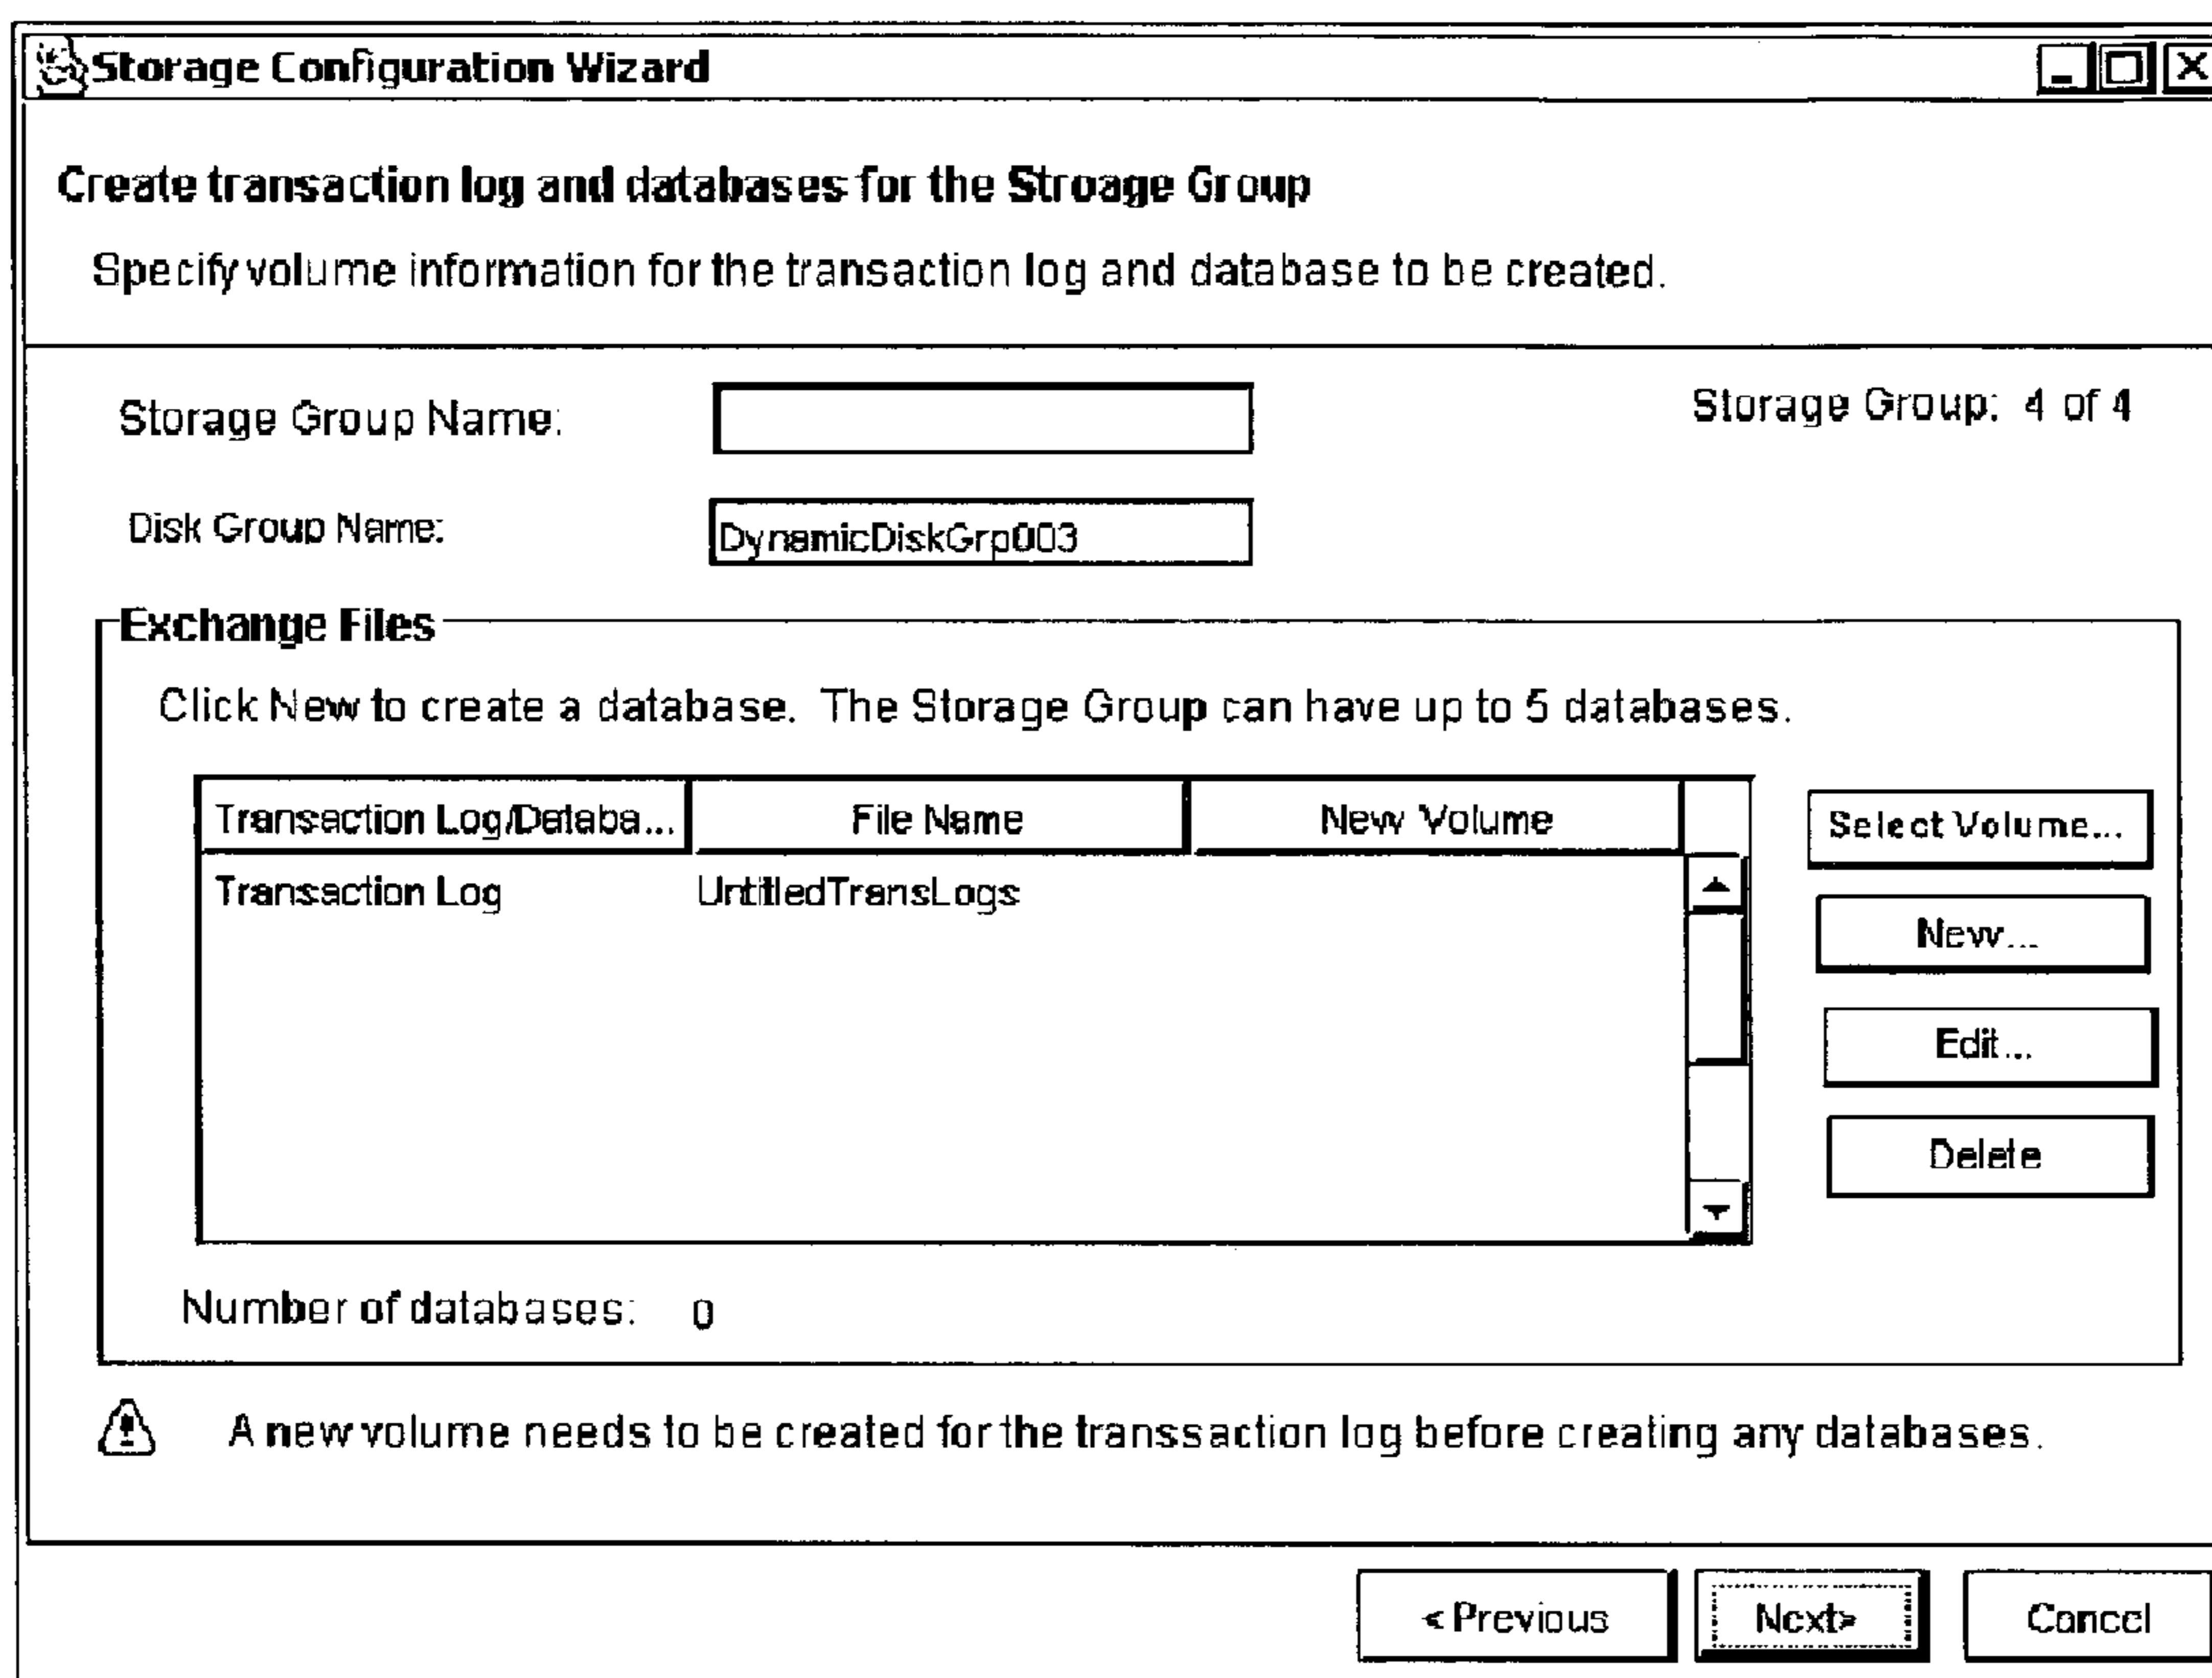 Storage Configuration Wizard
Create transaction log and databases for the Stroage Group
Specify volume information for the transaction log and database to be created.
Storage Group Name:
Storage Group: 4 of 4
Disk Group Name:
DynamicDiskGrp003
Exchange Files
Click New to create a database. The Storage Group can have up to 5 databases.
Transaction Log/Databa... File Name New Volume
Select Volume...
Transaction Log UntitledTransLogs
New...
Edit...
Delete
Number of databases: 0
A new volume needs to be created for the transsaction log before creating any databases.
< Previous Next> Cancel